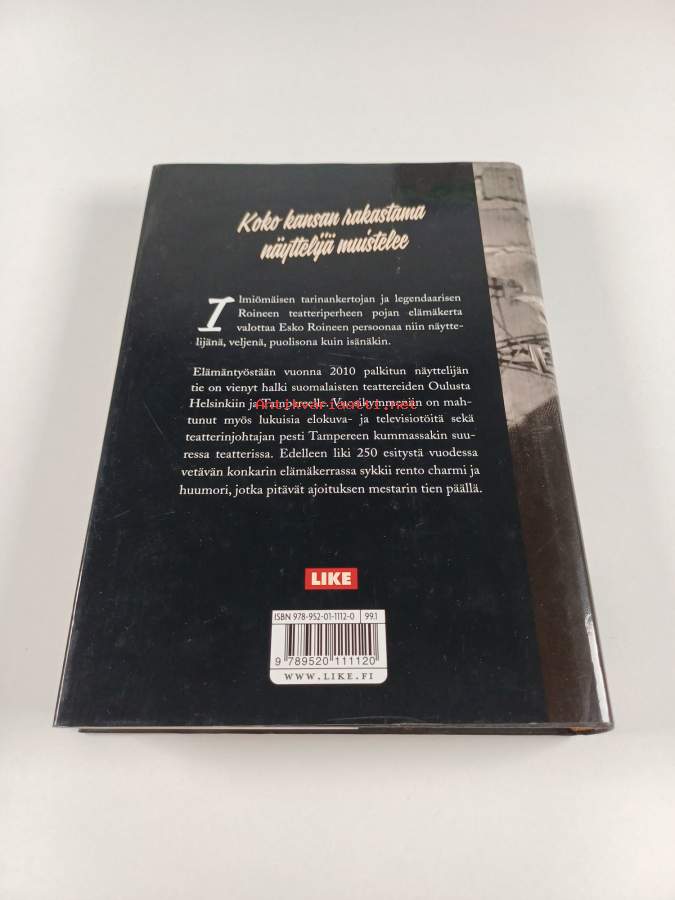 Koko kansan rakastama
näyttelijä muistelee
Ilmiömäisen tarinankertojan ja legendaarisen
Roineen teatteriperheen pojan elämäkerta
valottaa Esko Roineen persoonaa niin näytte-
lijänä, veljenä, puolisona kuin isänäkin.
Elämäntyöstään vuonna 2010 palkitun näyttelijän
tie on vienyt halki suomalaisten teattereiden Oulusta
Helsinkiin ja Tampereelle. Vuosikymmeniin on mah-
Antikvariaatti.net
tunut myös lukuisia elokuva- ja televisiotöitä sekä
teatterinjohtajan pesti Tampereen kummassakin suu-
ressa teatterissa. Edelleen liki 250 esitystä vuodessa
vetävän konkarin elämäkerrassa sykkii rento charmi ja
huumori, jotka pitävät ajoituksen mestarin tien päällä.
LIKE
ISBN 978-952-01-1112-0 99.1
9 789520 111120
WWW.LIKE.FI